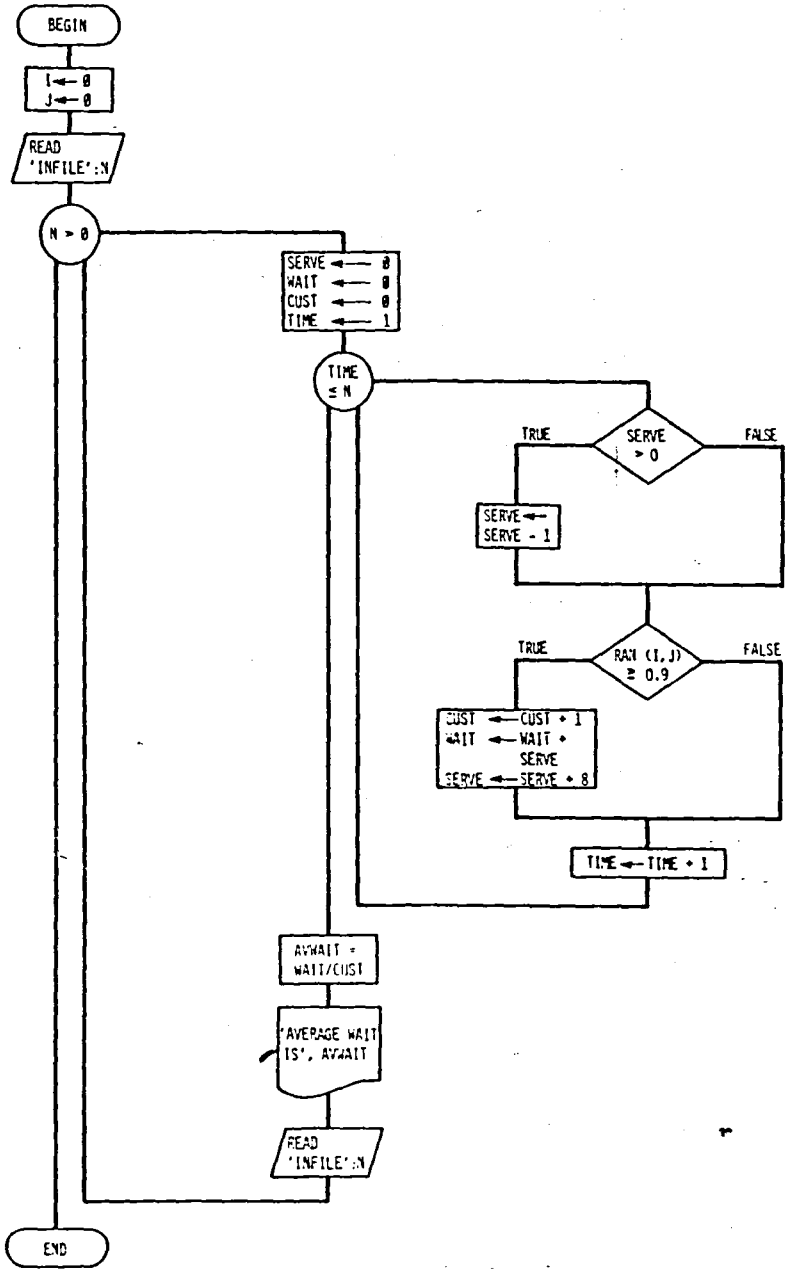 BEGIN
I ← 0
J ← 0
READ
'INFILE':N
N > 0
SERVE ← 0
WAIT ← 0
CUST ← 0
TIME ← 1
TIME
≤ N
SERVE
> 0
TRUE
FALSE
SERVE ←
SERVE - 1
RAN (I,J)
≥ 0.9
TRUE
FALSE
CUST ← CUST + 1
WAIT ← WAIT +
SERVE
SERVE ← SERVE + 8
TIME ← TIME + 1
AVWAIT =
WAIT/CUST
'AVERAGE WAIT
IS', AVWAIT
READ
'INFILE':N
END